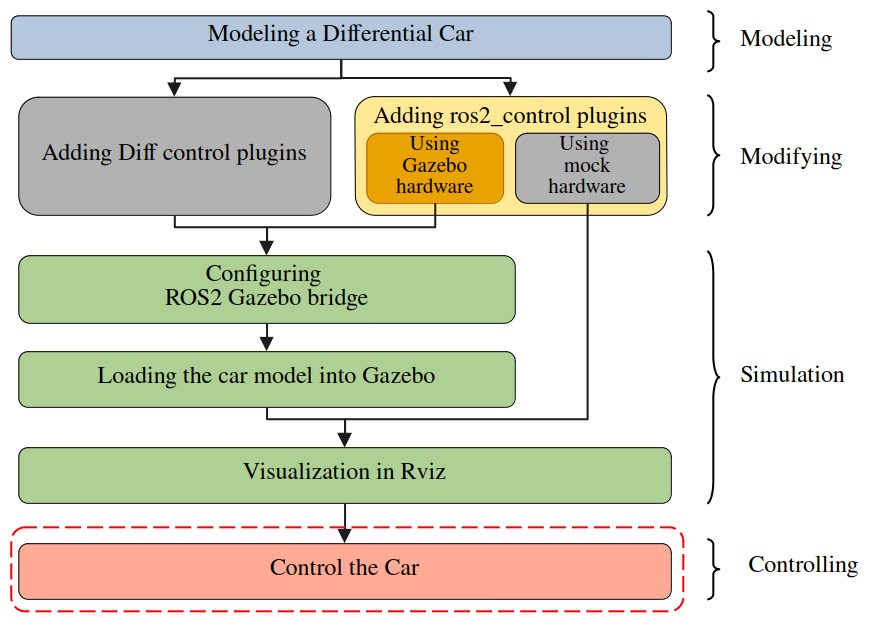 Modeling a Differential Car
Modeling
Adding Diff control plugins
Adding ros2_control plugins
Using
Gazebo
hardware
Using
mock
hardware
Modifying
Configuring
ROS2 Gazebo bridge
Loading the car model into Gazebo
Simulation
Visualization in Rviz
Control the Car
Controlling